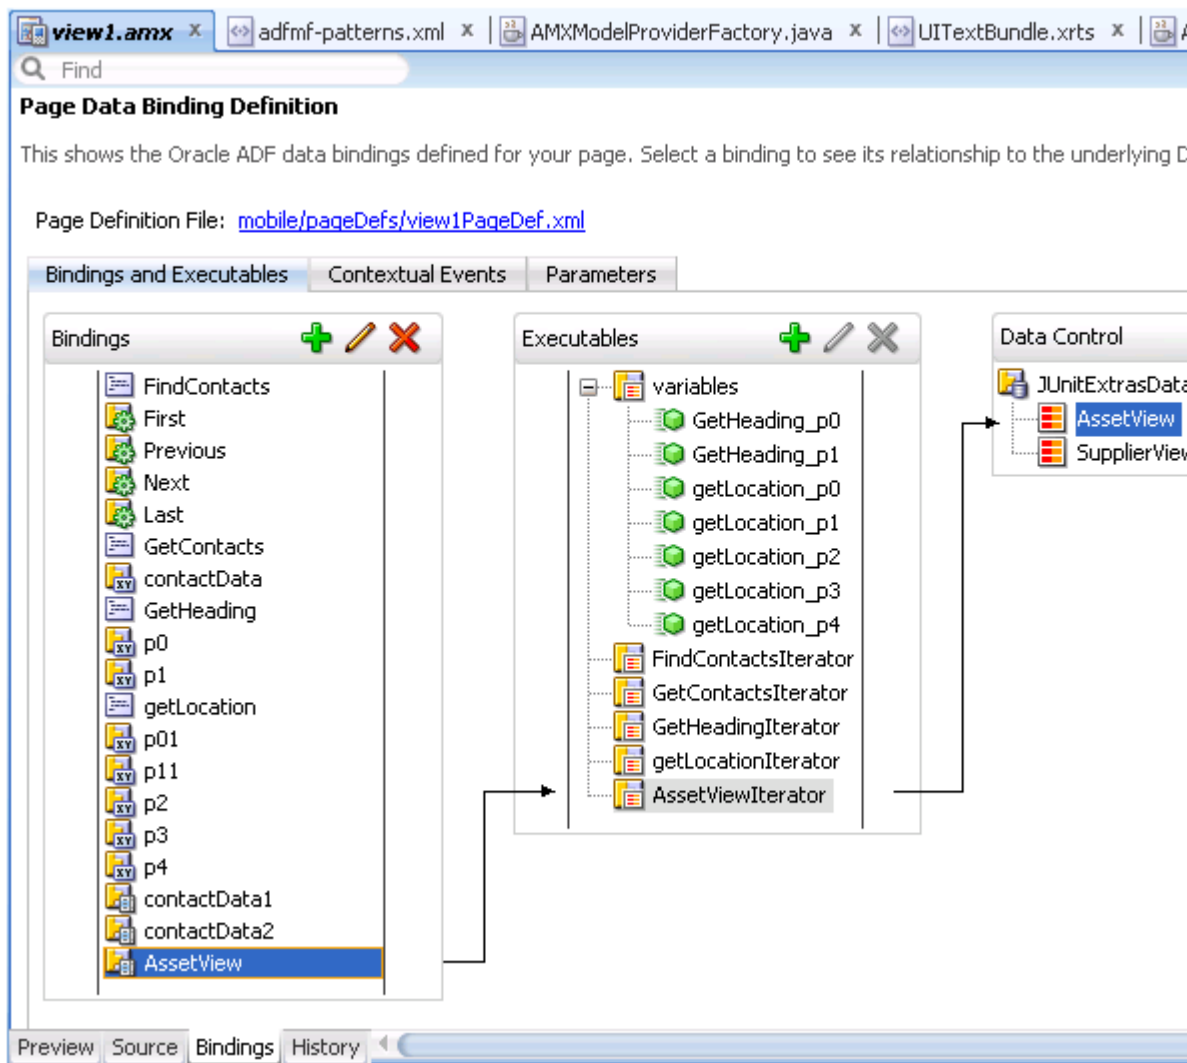 view1.amx x adfmf-patterns.xml x AMXModelProviderFactory.java x UITextBundle.xrts x A
Find
Page Data Binding Definition
This shows the Oracle ADF data bindings defined for your page. Select a binding to see its relationship to the underlying D
Page Definition File: mobile/pageDefs/view1PageDef.xml
Bindings and Executables Contextual Events Parameters
Bindings
FindContacts
First
Previous
Next
Last
GetContacts
contactData
GetHeading
p0
p1
getLocation
p01
p11
p2
p3
p4
contactData1
contactData2
AssetView
Executables
variables
GetHeading_p0
GetHeading_p1
getLocation_p0
getLocation_p1
getLocation_p2
getLocation_p3
getLocation_p4
FindContactsIterator
GetContactsIterator
GetHeadingIterator
getLocationIterator
AssetViewIterator
Data Control
JUnitExtrasData
AssetView
SupplierView
Preview Source Bindings History